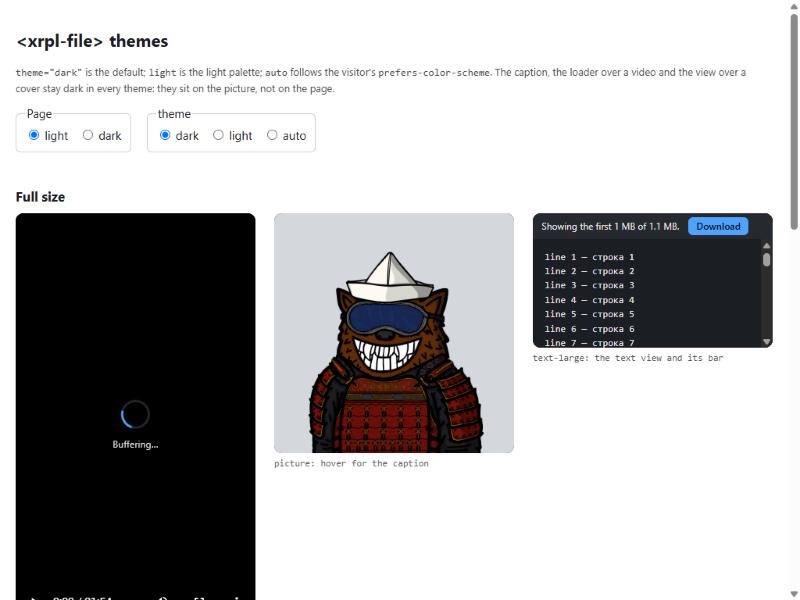 <xrpl-file> themes
theme="dark" is the default; light is the light palette; auto follows the visitor's prefers-color-scheme. The caption, the loader over a video and the view over a
cover stay dark in every theme: they sit on the picture, not on the page.
Page
light dark
theme
dark light auto
Full size
Buffering...
picture: hover for the caption
Showing the first 1 MB of 1.1 MB. Download
line 1 — строка 1
line 2 — строка 2
line 3 — строка 3
line 4 — строка 4
line 5 — строка 5
line 6 — строка 6
line 7 — строка 7
text-large: the text view and its bar